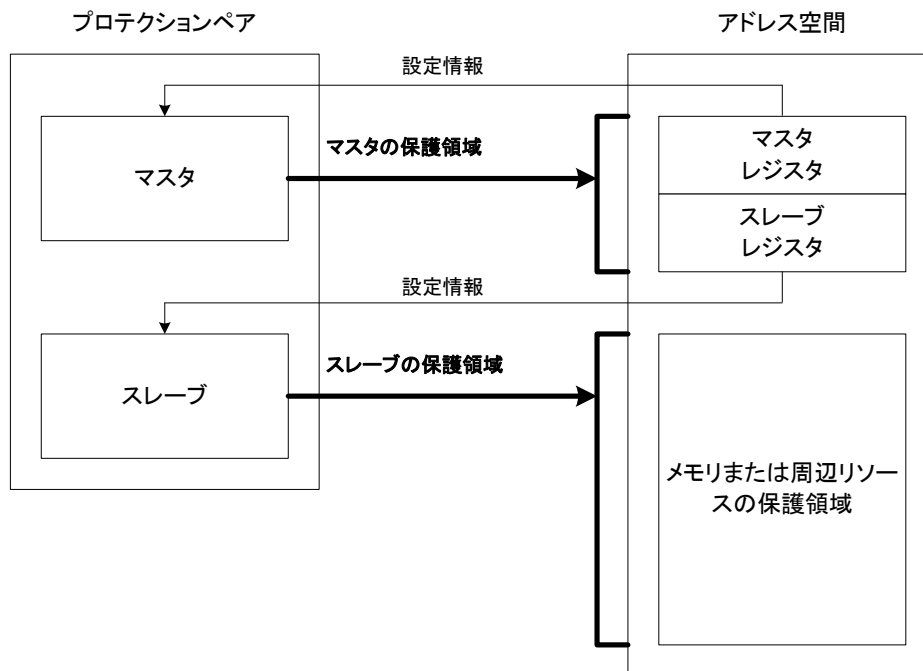 プロテクションペア
アドレス空間
設定情報
マスタ
マスタの保護領域
マスタ
レジスタ
スレーブ
レジスタ
設定情報
スレーブ
スレーブの保護領域
メモリまたは周辺リソー
スの保護領域